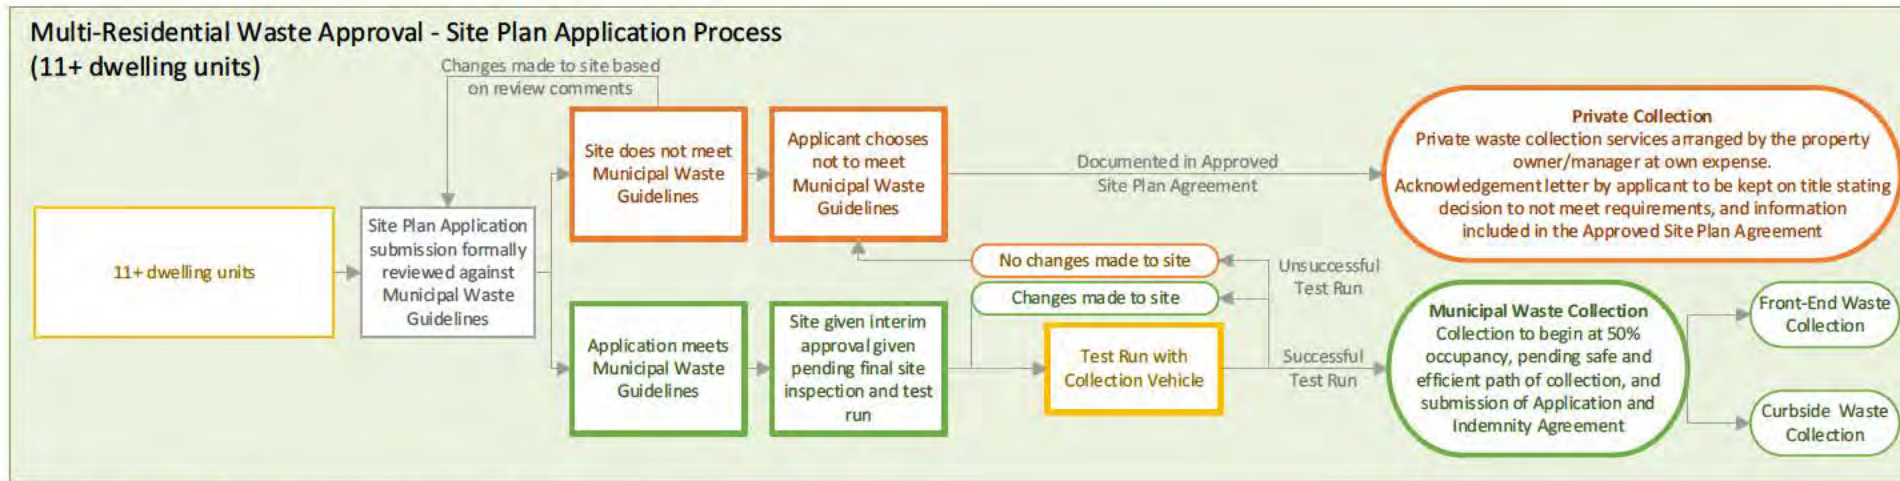 Multi-Residential Waste Approval - Site Plan Application Process
(11+ dwelling units)
Changes made to site based
on review comments
11+ dwelling units
Site Plan Application
submission formally
reviewed against
Municipal Waste
Guidelines
Site does not meet
Municipal Waste
Guidelines
Applicant chooses
not to meet
Municipal Waste
Guidelines
Documented in Approved
Site Plan Agreement
Private Collection
Private waste collection services arranged by the property
owner/manager at own expense.
Acknowledgement letter by applicant to be kept on title stating
decision to not meet requirements, and information
included in the Approved Site Plan Agreement
No changes made to site
Changes made to site
Unsuccessful
Test Run
Application meets
Municipal Waste
Guidelines
Site given interim
approval given
pending final site
inspection and test
run
Test Run with
Collection Vehicle
Successful
Test Run
Municipal Waste Collection
Collection to begin at 50%
occupancy, pending safe and
efficient path of collection, and
submission of Application and
Indemnity Agreement
Front-End Waste
Collection
Curbside Waste
Collection